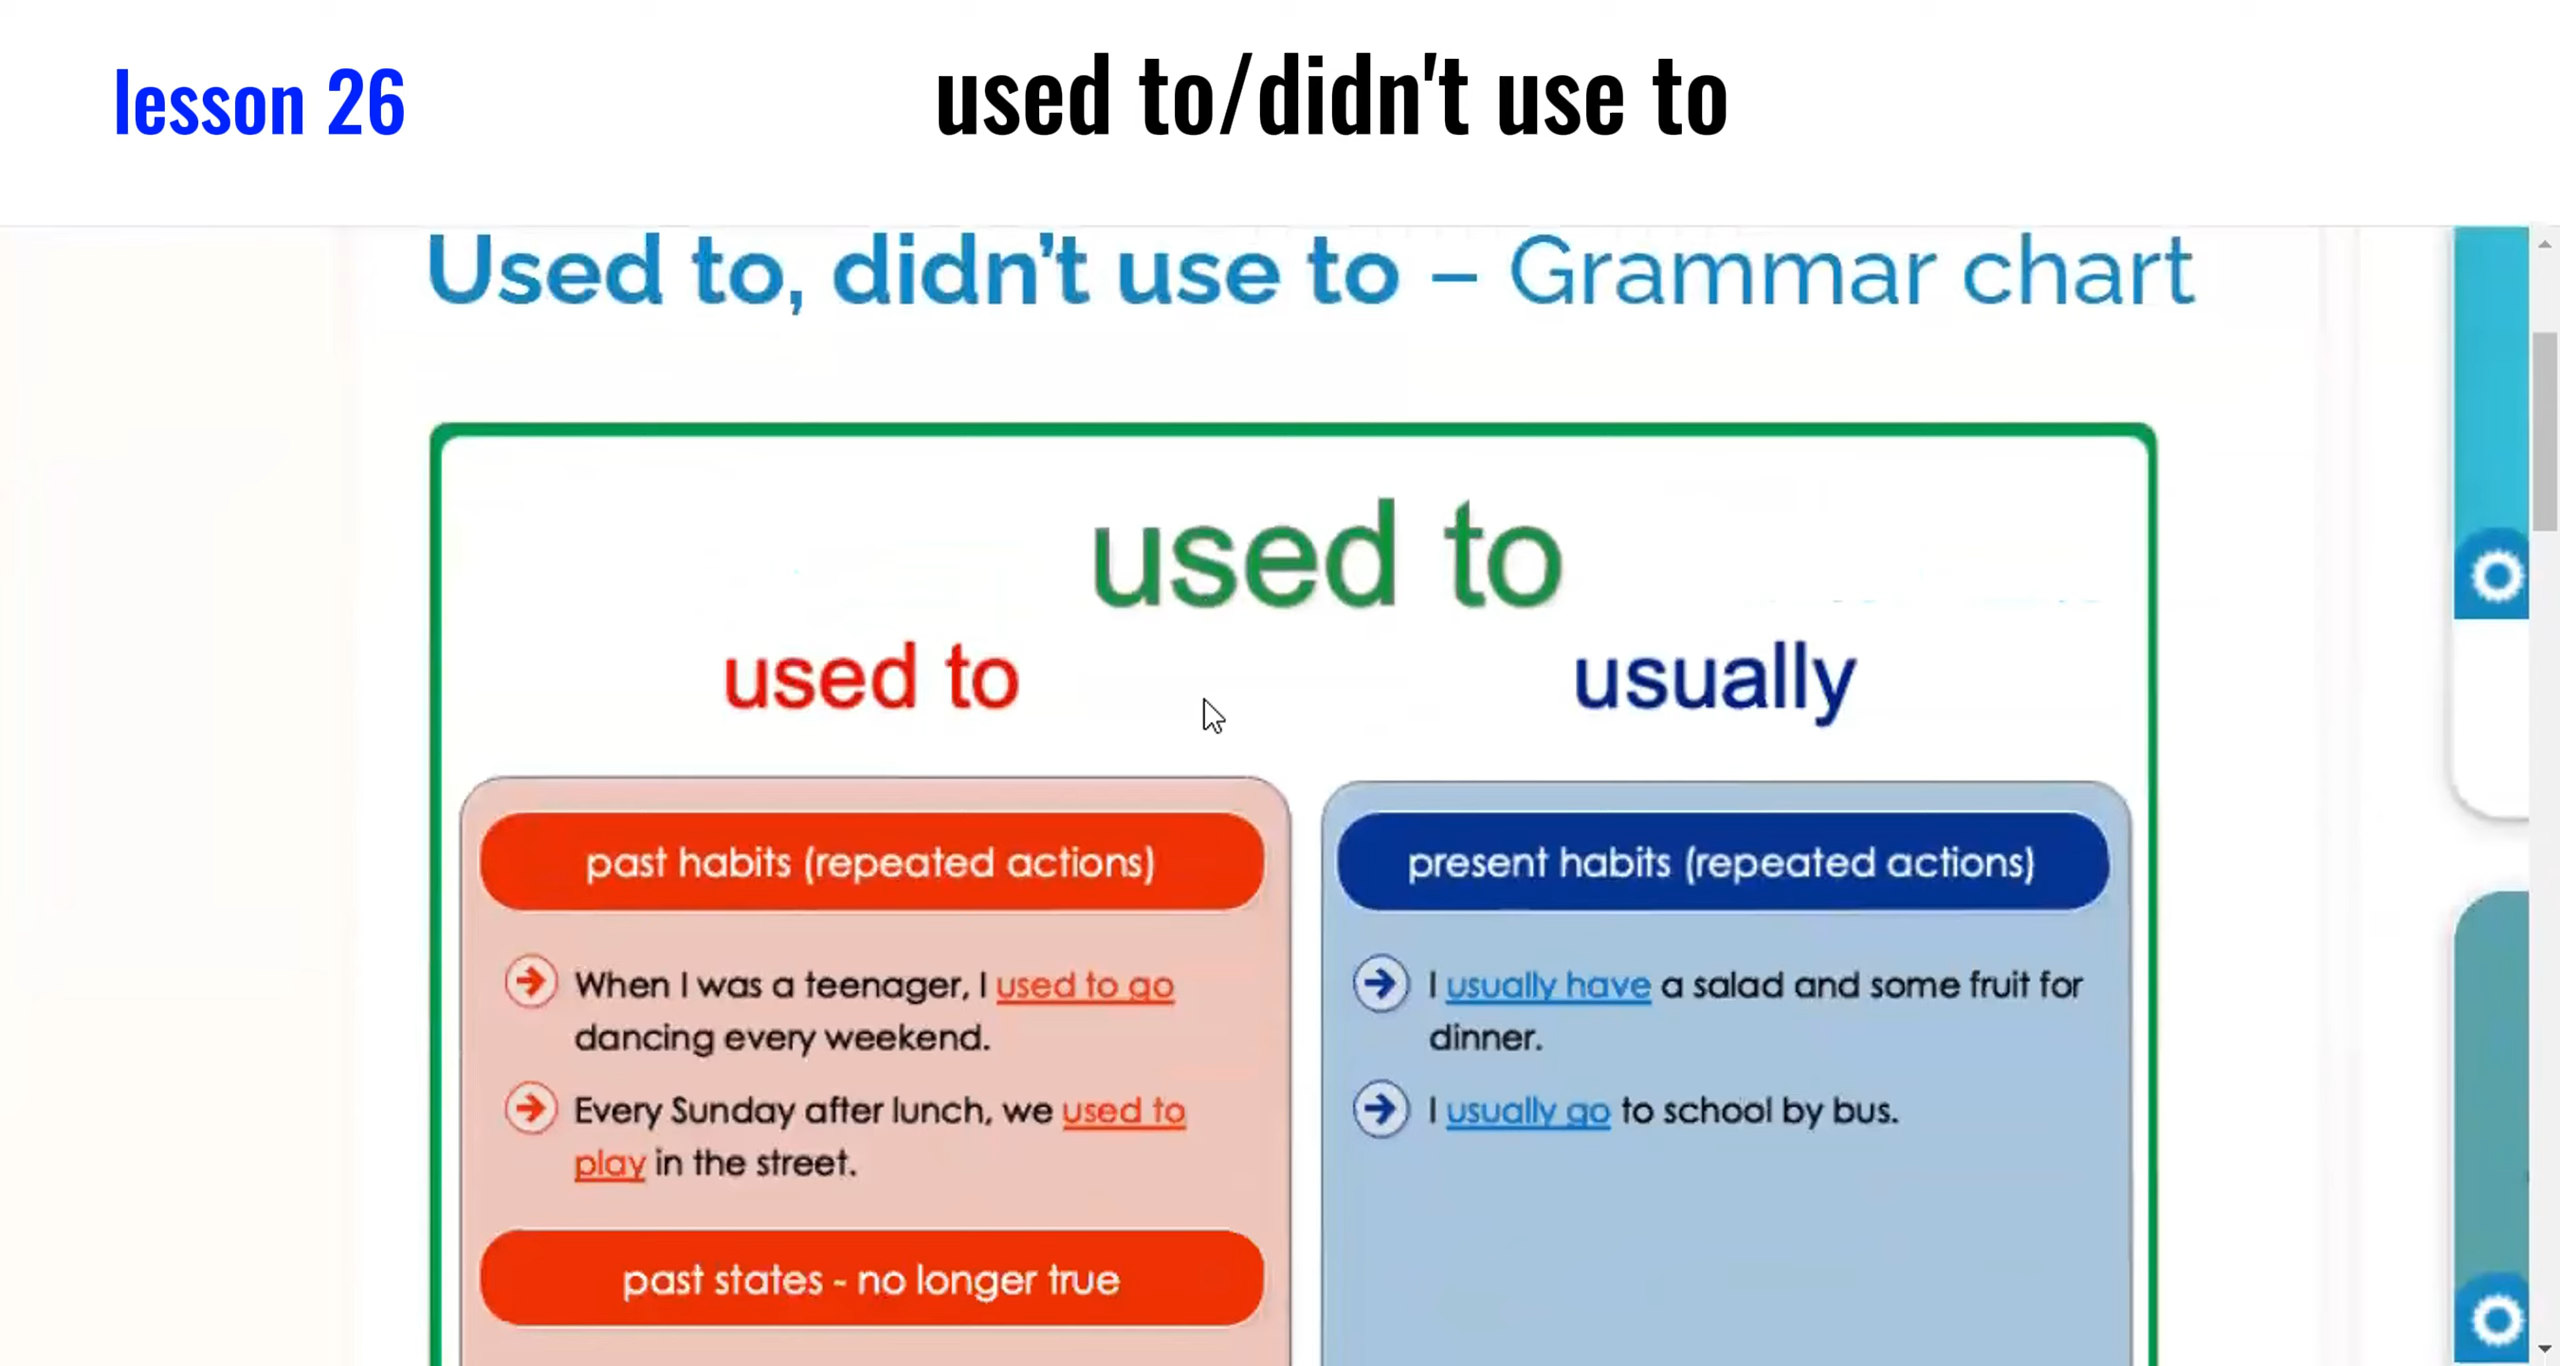 lesson 26
used to/didn't use to
Used to, didn't use to – Grammar chart
used to
used to
usually
past habits (repeated actions)
When I was a teenager, I used to go
dancing every weekend.
Every Sunday after lunch, we used to
play in the street.
past states - no longer true
present habits (repeated actions)
I usually have a salad and some fruit for
dinner.
I usually go to school by bus.